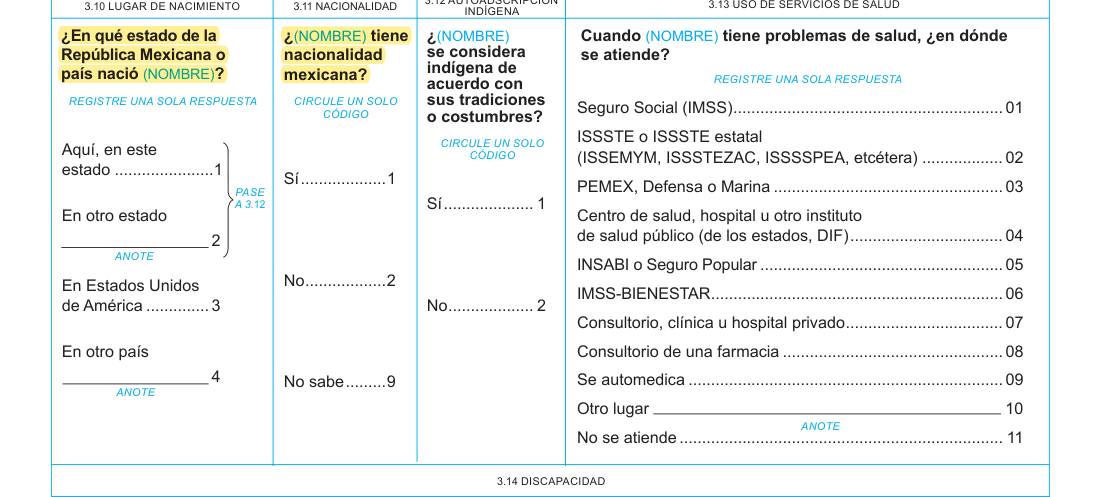 3.10 LUGAR DE NACIMIENTO
¿En qué estado de la
República Mexicana o
país nació (NOMBRE)?
REGISTRE UNA SOLA RESPUESTA
Aquí, en este
estado ......................1
En otro estado
_________________ 2
ANOTE
PASE
A 3.12
En Estados Unidos
de América .............. 3
En otro país
_________________ 4
ANOTE
3.11 NACIONALIDAD
¿(NOMBRE) tiene
nacionalidad
mexicana?
CIRCULE UN SOLO
CÓDIGO
Sí...................1
No..................2
No sabe.........9
3.12 AUTOADSCRIPCIÓN
INDÍGENA
¿(NOMBRE)
se considera
indígena de
acuerdo con
sus tradiciones
o costumbres?
CIRCULE UN SOLO
CÓDIGO
Sí.................... 1
No................... 2
3.13 USO DE SERVICIOS DE SALUD
Cuando (NOMBRE) tiene problemas de salud, ¿en dónde
se atiende?
REGISTRE UNA SOLA RESPUESTA
Seguro Social (IMSS)............................................................ 01
ISSSTE o ISSSTE estatal
(ISSEMYM, ISSSTEZAC, ISSSSPEA, etcétera) .................. 02
PEMEX, Defensa o Marina ................................................... 03
Centro de salud, hospital u otro instituto
de salud público (de los estados, DIF).................................. 04
INSABI o Seguro Popular ...................................................... 05
IMSS-BIENESTAR................................................................. 06
Consultorio, clínica u hospital privado................................... 07
Consultorio de una farmacia ................................................. 08
Se automedica ...................................................................... 09
Otro lugar ________________________________________ 10
ANOTE
No se atiende ........................................................................ 11
3.14 DISCAPACIDAD